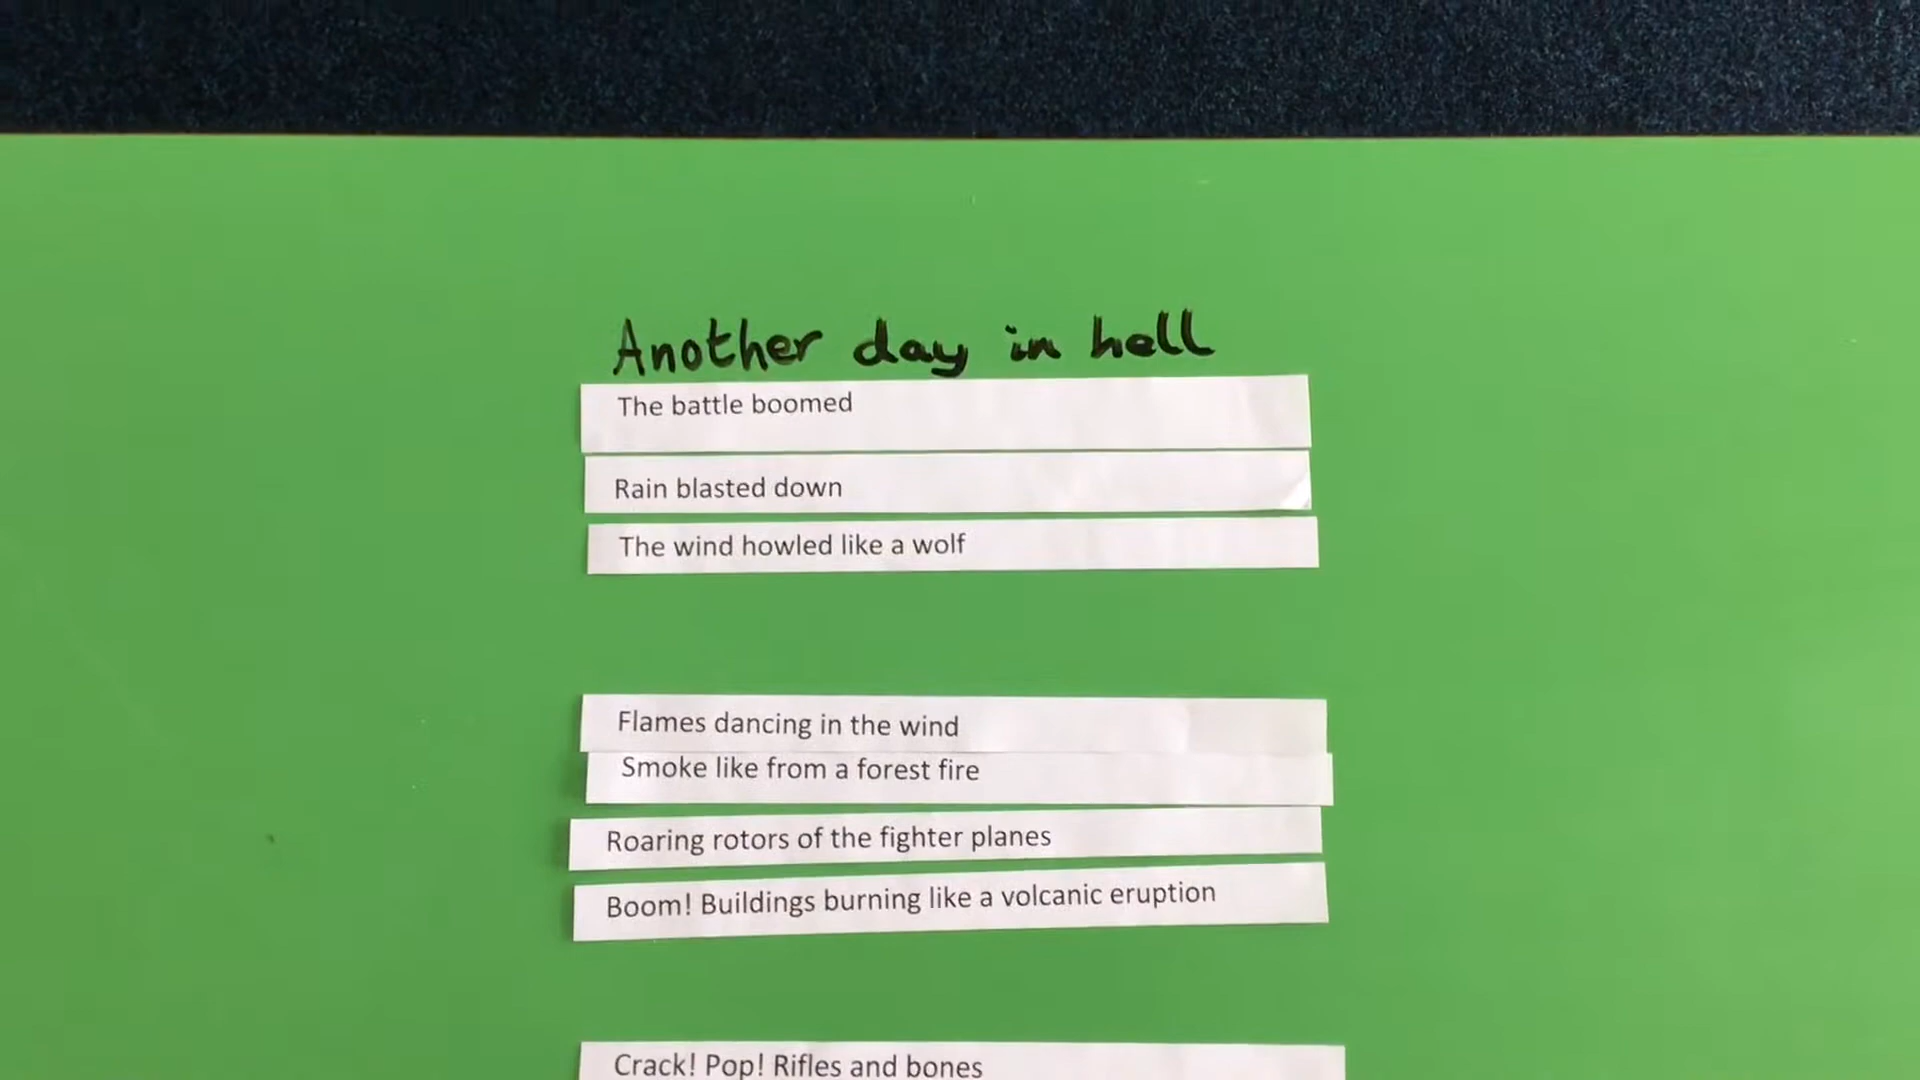 Another day in hell
The battle boomed
Rain blasted down
The wind howled like a wolf
Flames dancing in the wind
Smoke like from a forest fire
Roaring rotors of the fighter planes
Boom! Buildings burning like a volcanic eruption
Crack! Pop! Rifles and bones